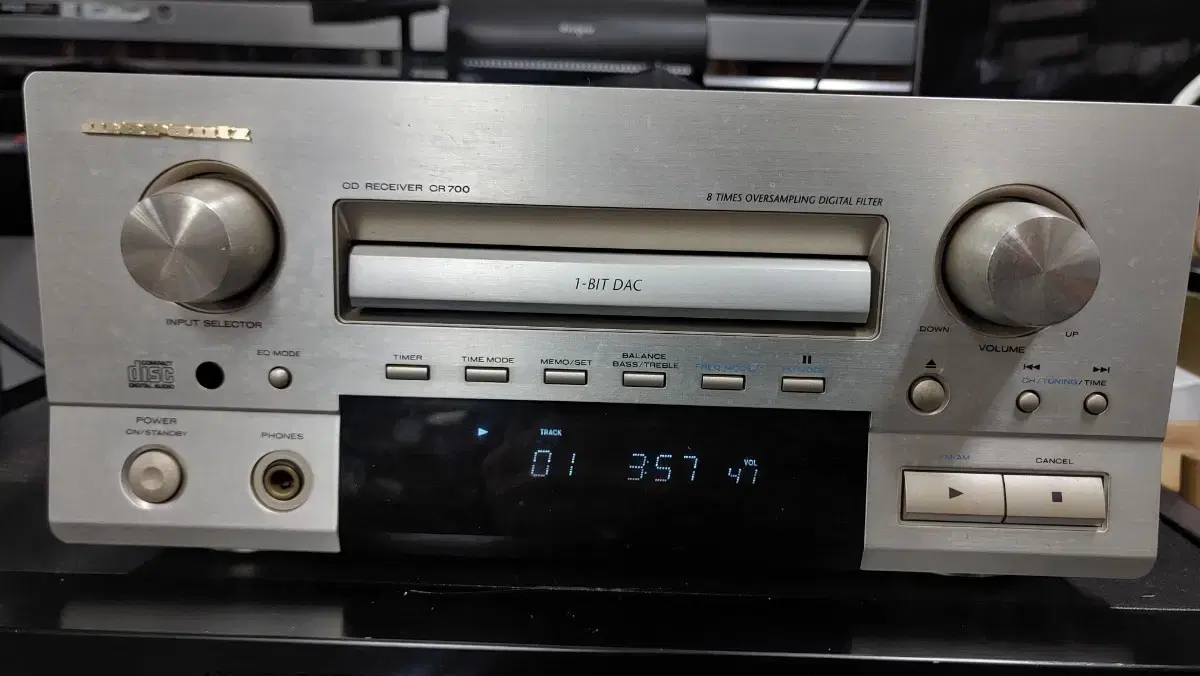 CD RECEIVER CR700
8 TIMES OVERSAMPLING DIGITAL FILTER
1-BIT DAC
INPUT SELECTOR
DOWN
UP
VOLUME
COMPACT
disc
DIGITAL AUDIO
EQ MODE
TIMER
TIME MODE
MEMO/SET
BALANCE
BASS/TREBLE
CH/TUNING/TIME
POWER
ON/STANDBY
PHONES
TRACK
01
3:57
VOL
47
FM/AM
CANCEL